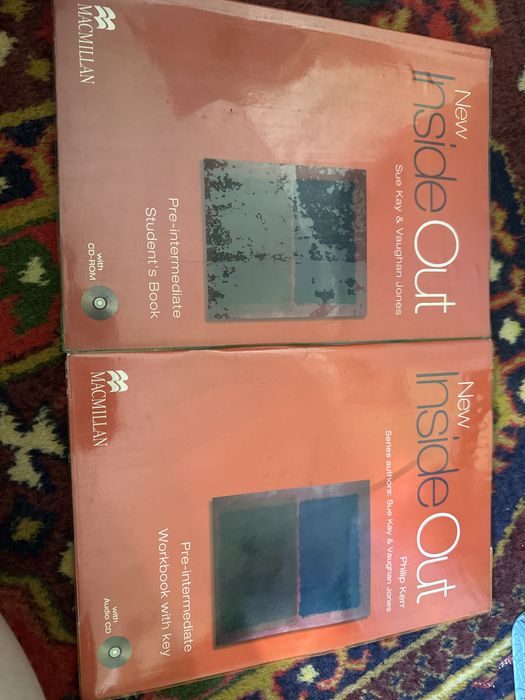 New
Inside Out
Sue Kay & Vaughan Jones
Pre-intermediate
Student's Book
with
CD-ROM
MACMILLAN
New
Inside Out
Philip Kerr
Series authors: Sue Kay & Vaughan Jones
Pre-intermediate
Workbook with key
with
Audio CD
MACMILLAN